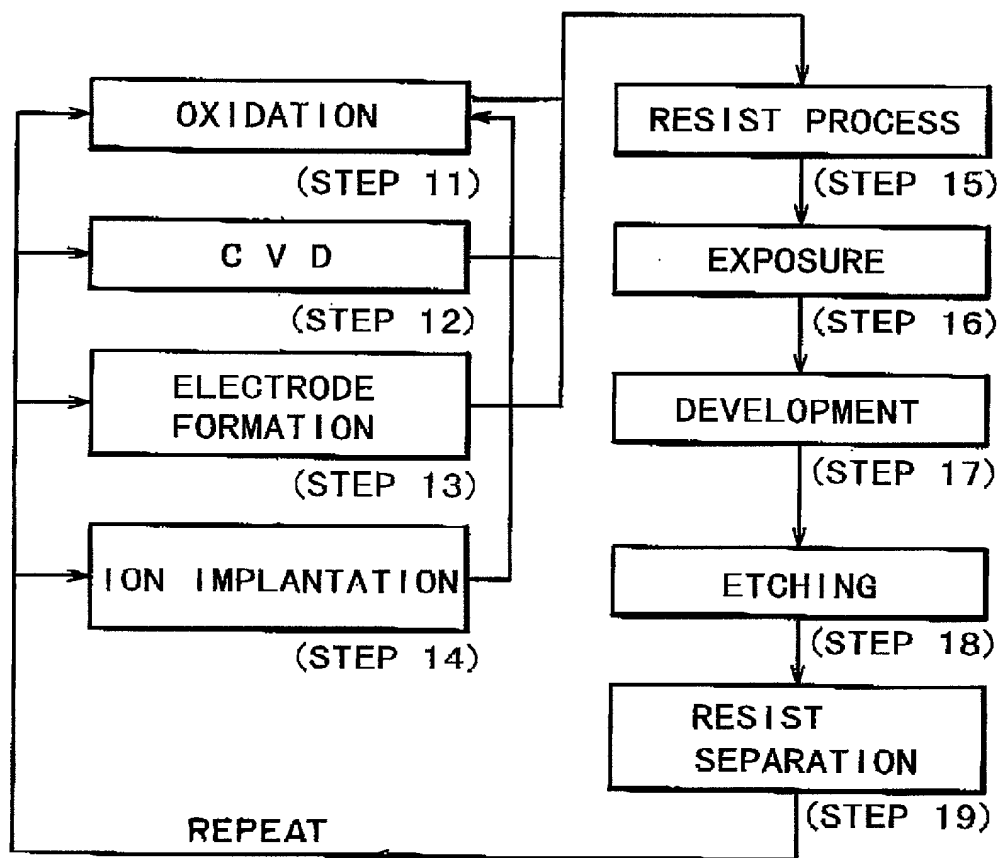 OXIDATION
(STEP 11)
C V D
(STEP 12)
ELECTRODE
FORMATION
(STEP 13)
ION IMPLANTATION
(STEP 14)
RESIST PROCESS
(STEP 15)
EXPOSURE
(STEP 16)
DEVELOPMENT
(STEP 17)
ETCHING
(STEP 18)
RESIST
SEPARATION
(STEP 19)
REPEAT